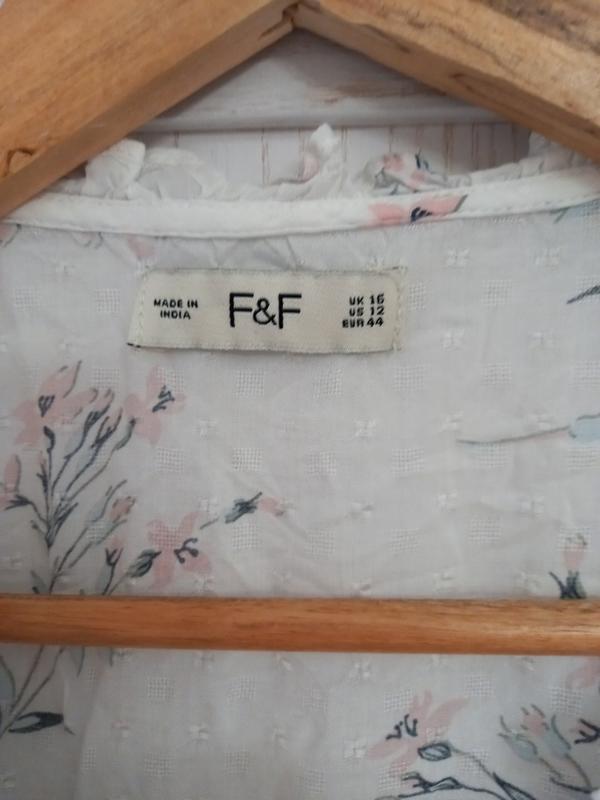 MADE IN
INDIA
F&F
UK 16
US 12
EUR 44